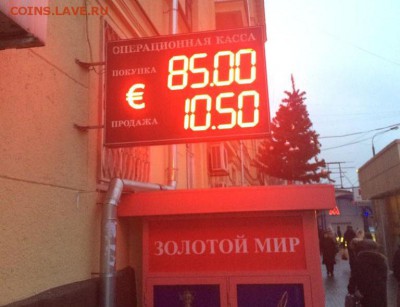 COINS.LAVE.RU
ОПЕРАЦИОННАЯ КАССА
ПОКУПКА
85.00
€
ПРОДАЖА
10.50
ЗОЛОТОЙ МИР